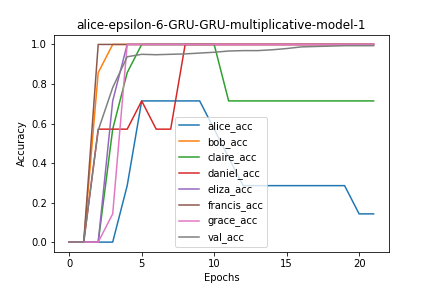 alice-epsilon-6-GRU-GRU-multiplicative-model-1
Accuracy
1.0
0.8
0.6
0.4
0.2
0.0
alice_acc
bob_acc
claire_acc
daniel_acc
eliza_acc
francis_acc
grace_acc
val_acc
0 5 10 15 20
Epochs